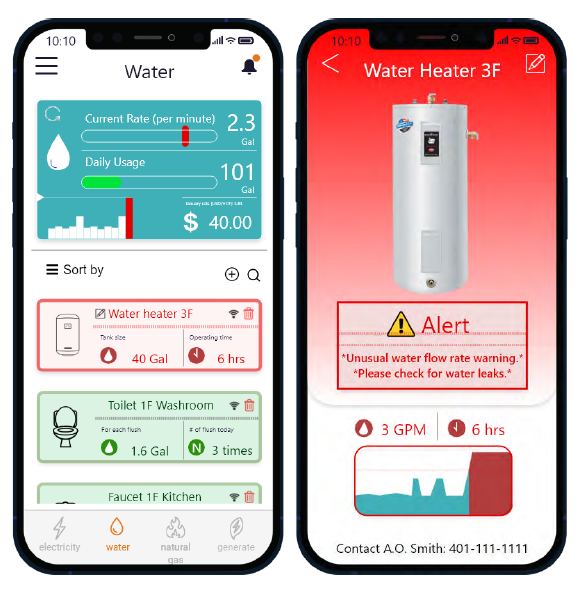 10:10
Water
Current Rate (per minute)
2.3
Gal
Daily Usage
101
Gal
$ 40.00
Sort by
Water heater 3F
Tank size
Operating time
40 Gal
6 hrs
Toilet 1F Washroom
For each flush
# of flush today
1.6 Gal
N
3 times
Faucet 1F Kitchen
electricity
water
natural
gas
generate
10:10
Water Heater 3F
Alert
*Unusual water flow rate warning.*
*Please check for water leaks.*
3 GPM
6 hrs
Contact A.O. Smith: 401-111-1111